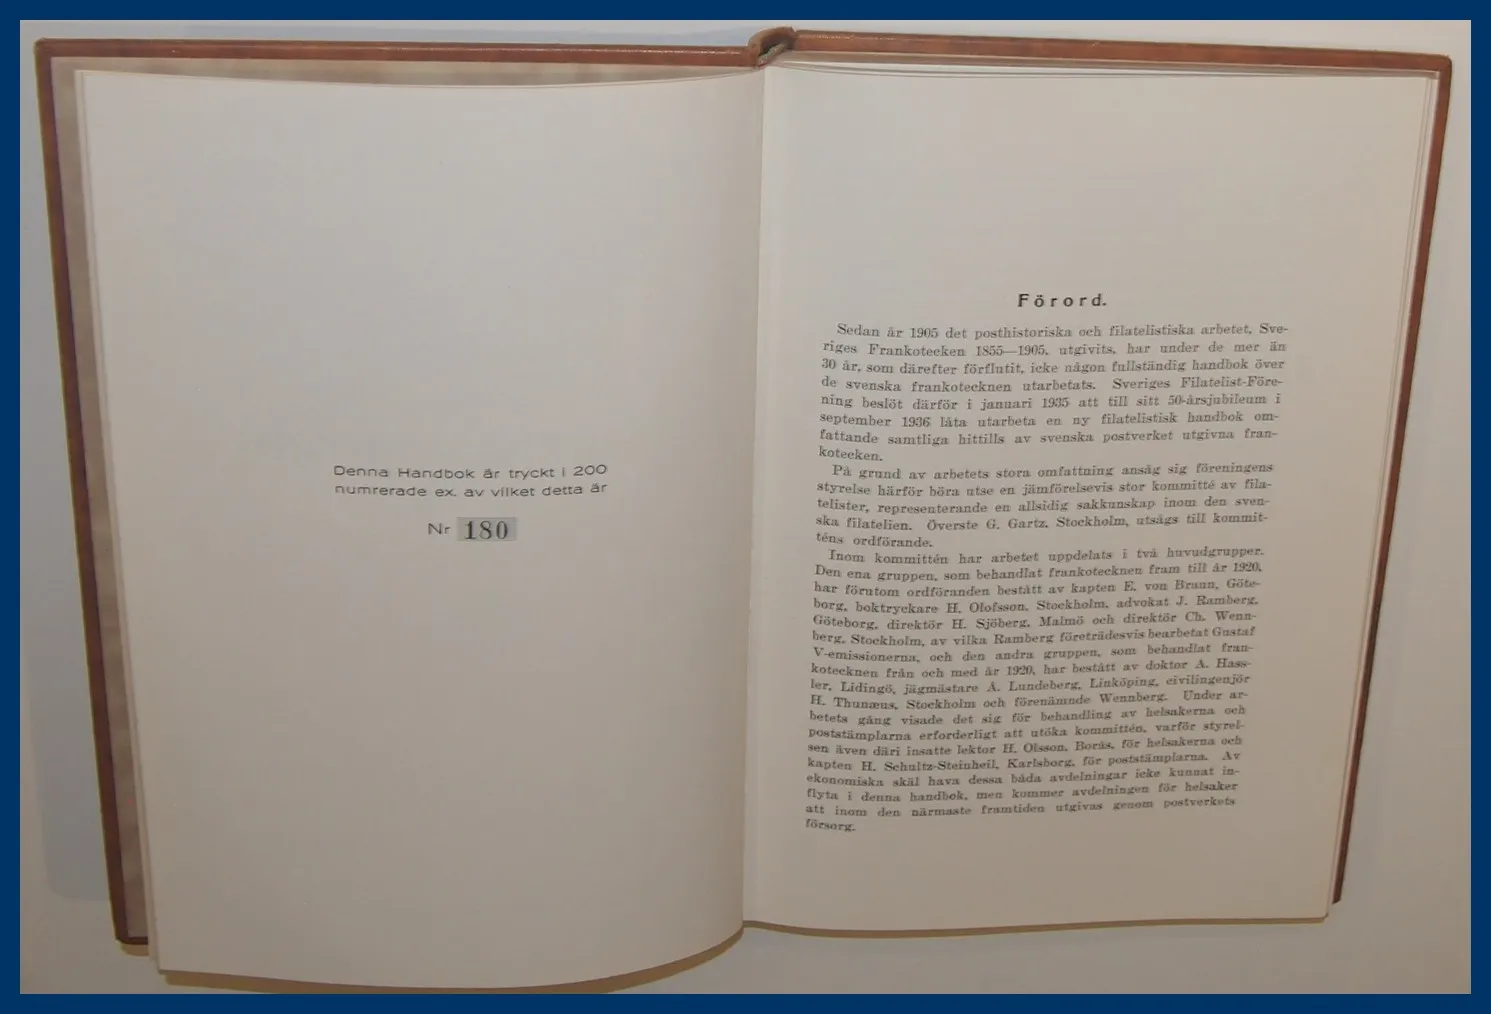 Denna Handbok är tryckt i 200
numrerade ex. av vilket detta är
Nr 180
Förord.
Sedan år 1905 det posthistoriska och filatelistiska arbetet, Sve-
riges Frankotecken 1855—1905, utgivits, har under de mer än
30 år, som därefter förflutit, icke någon fullständig handbok över
de svenska frankotecknen utarbetats. Sveriges Filatelist-Före-
ning beslöt därför i januari 1935 att till sitt 50-årsjubileum i
september 1936 låta utarbeta en ny filatelistisk handbok om-
fattande samtliga hittills av svenska postverket utgivna fran-
kotecken.
På grund av arbetets stora omfattning ansåg sig föreningens
styrelse härför böra utse en jämförelsevis stor kommitté av fila-
telister, representerande en allsidig sakkunskap inom den sven-
ska filatelien. Överste G. Gartz, Stockholm, utsågs till kommit-
téns ordförande.
Inom kommittén har arbetet uppdelats i två huvudgrupper.
Den ena gruppen, som behandlat frankotecknen fram till år 1920,
har förutom ordföranden bestått av kapten E. von Braun, Göte-
borg, boktryckare H. Olofsson, Stockholm, advokat J. Ramberg,
Göteborg, direktör H. Sjöberg, Malmö och direktör Ch. Wenn-
berg, Stockholm, av vilka Ramberg företrädesvis bearbetat Gustaf
V-emissionerna, och den andra gruppen, som behandlat fran-
kotecknen från och med år 1920, har bestått av doktor A. Hass-
ler, Lidingö, jägmästare A. Lundeberg, Linköping, civilingenjör
H. Thunæus, Stockholm och förenämnde Wennberg. Under ar-
betets gång visade det sig för behandling av helsakerna och
poststämplarna erforderligt att utöka kommittén, varför styrel-
sen även däri insatte lektor H. Olsson, Borås, för helsakerna och
kapten H. Schultz-Steinheil, Karlsborg, för poststämplarna. Av
ekonomiska skäl hava dessa båda avdelningar icke kunnat in-
flyta i denna handbok, men kommer avdelningen för helsaker
att inom den närmaste framtiden utgivas genom postverkets
försorg.